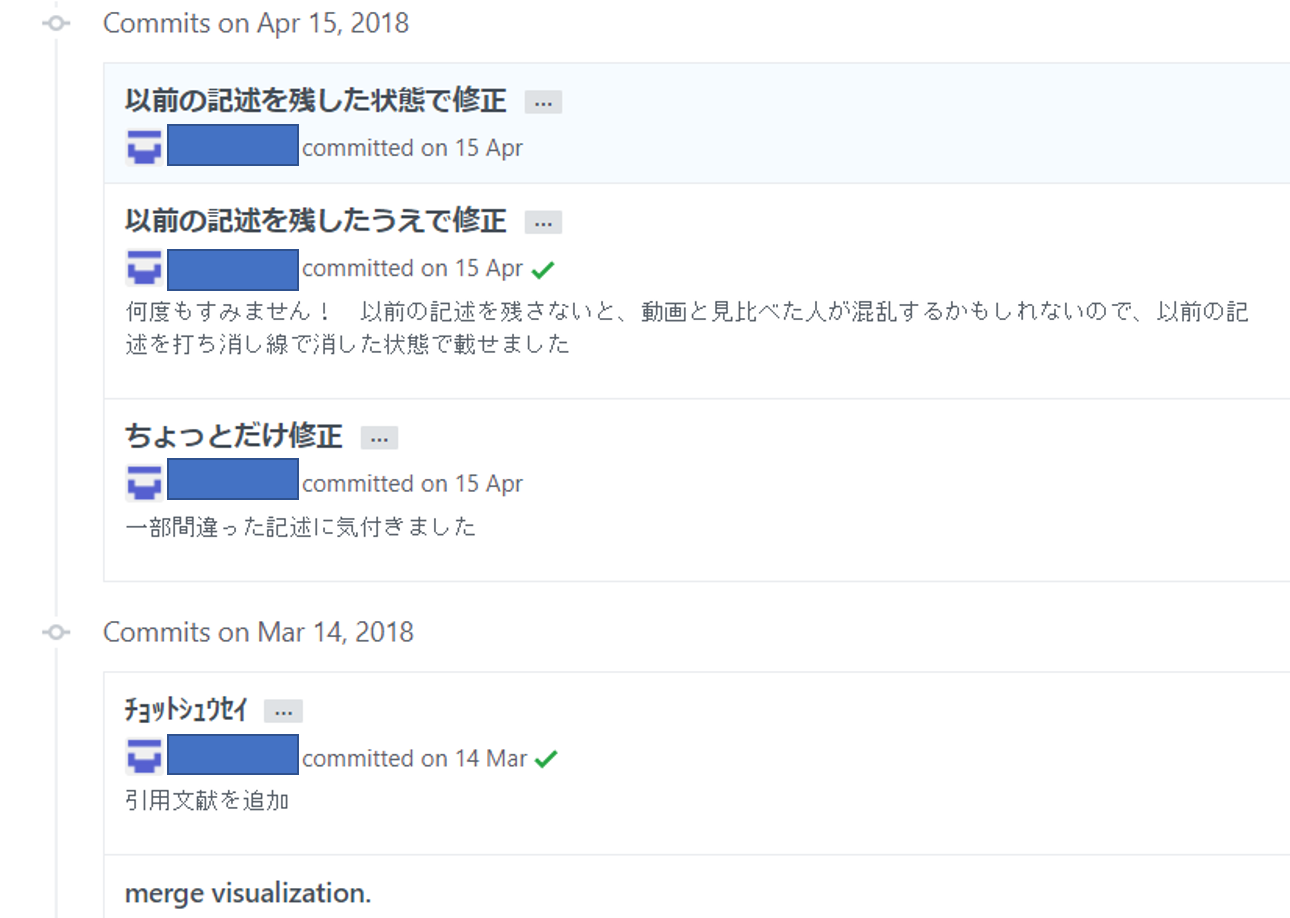 Commits on Apr 15, 2018
以前の記述を残した状態で修正 …
committed on 15 Apr
以前の記述を残したうえで修正 …
committed on 15 Apr
何度もすみません！　以前の記述を残さないと、動画と見比べた人が混乱するかもしれないので、以前の記
述を打ち消し線で消した状態で載せました
ちょっとだけ修正 …
committed on 15 Apr
一部間違った記述に気付きました
Commits on Mar 14, 2018
ﾁｮｯﾄｼｭｳｾｲ …
committed on 14 Mar
引用文献を追加
merge visualization.